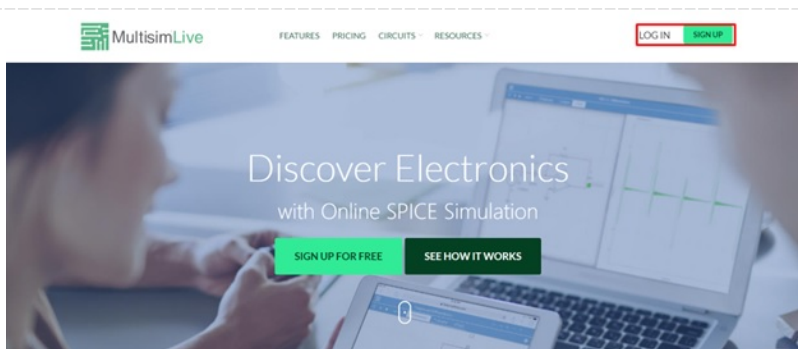 MultisimLive
FEATURES PRICING CIRCUITS RESOURCES
LOG IN SIGN UP
Discover Electronics
with Online SPICE Simulation
SIGN UP FOR FREE SEE HOW IT WORKS